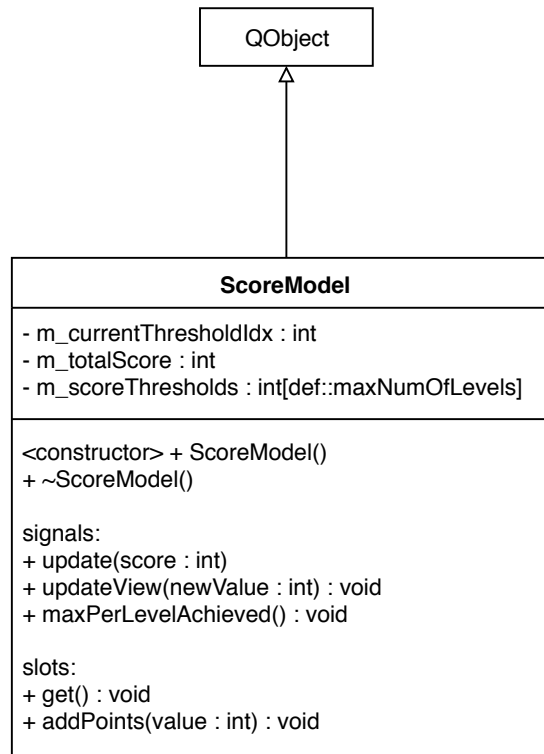 QObject
ScoreModel
- m_currentThresholdIdx : int
- m_totalScore : int
- m_scoreThresholds : int[def::maxNumOfLevels]
<constructor> + ScoreModel()
+ ~ScoreModel()
signals:
+ update(score : int)
+ updateView(newValue : int) : void
+ maxPerLevelAchieved() : void
slots:
+ get() : void
+ addPoints(value : int) : void